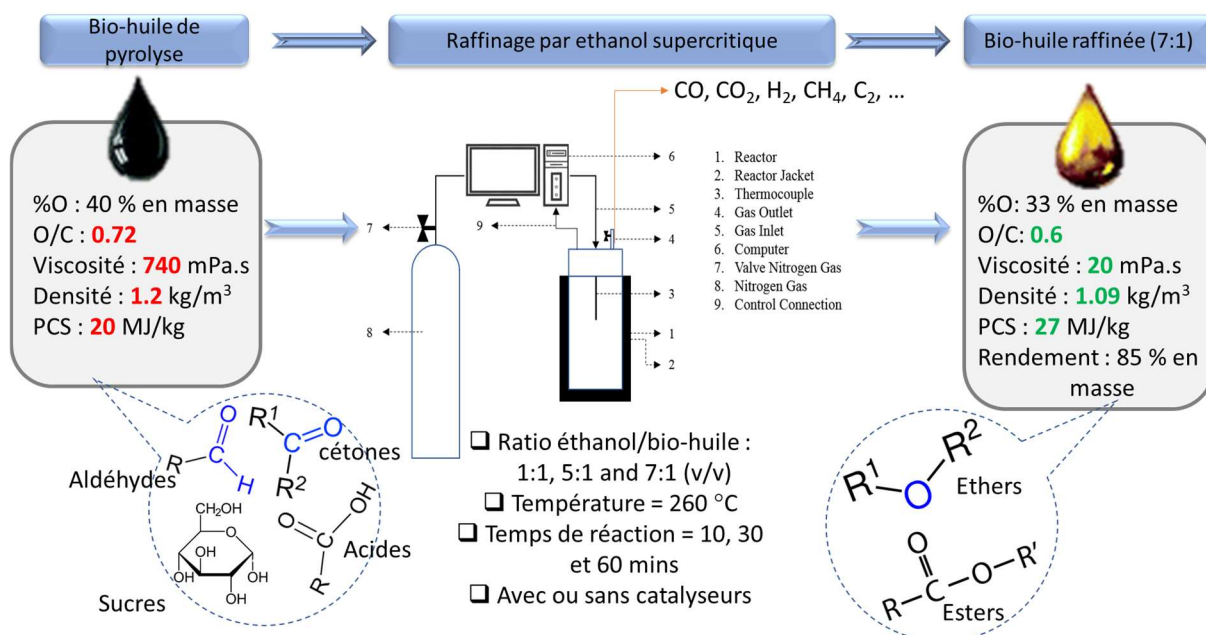 Bio-huile de
pyrolyse
Raffinage par ethanol supercritique
Bio-huile raffinée (7:1)
CO, CO₂, H₂, CH₄, C₂, ...
%O : 40 % en masse
O/C : 0.72
Viscosité : 740 mPa.s
Densité : 1.2 kg/m³
PCS : 20 MJ/kg
7
8
9
6
5
4
3
1
2
1. Reactor
2. Reactor Jacket
3. Thermocouple
4. Gas Outlet
5. Gas Inlet
6. Computer
7. Valve Nitrogen Gas
8. Nitrogen Gas
9. Control Connection
%O: 33 % en masse
O/C: 0.6
Viscosité : 20 mPa.s
Densité : 1.09 kg/m³
PCS : 27 MJ/kg
Rendement : 85 % en
masse
O
R C
H
Aldéhydes
R¹
C O
R²
cétones
CH₂OH
O
OH
HO
OH
OH
Sucres
OH
O
C
R
Acides
❑ Ratio éthanol/bio-huile :
1:1, 5:1 and 7:1 (v/v)
❑ Température = 260 °C
❑ Temps de réaction = 10, 30
et 60 mins
❑ Avec ou sans catalyseurs
R¹ O R²
Ethers
O
R C O R'
Esters